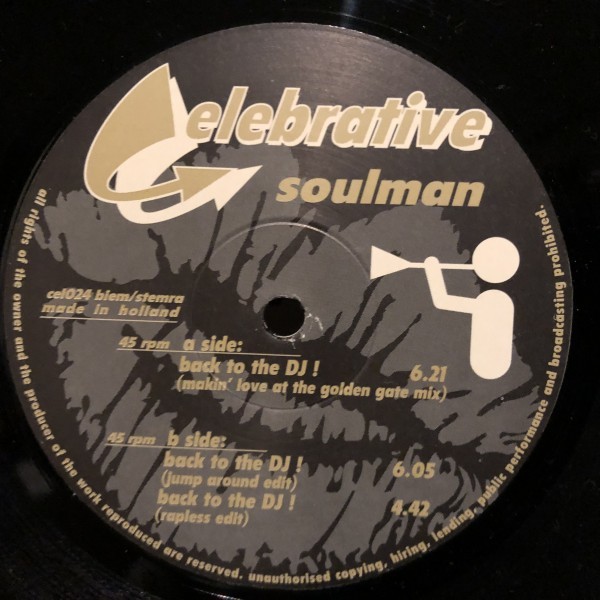 Celebrative
soulman
cel024 biem/stemra
made in holland
45 rpm a side:
back to the DJ ! 6.21
(makin' love at the golden gate mix)
45 rpm b side:
back to the DJ ! 6.05
(jump around edit)
back to the DJ ! 4.42
(rapless edit)
all rights of the owner and the producer of the work reproduced are reserved. unauthorised copying, hiring, lending, public performance and broadcasting prohibited.